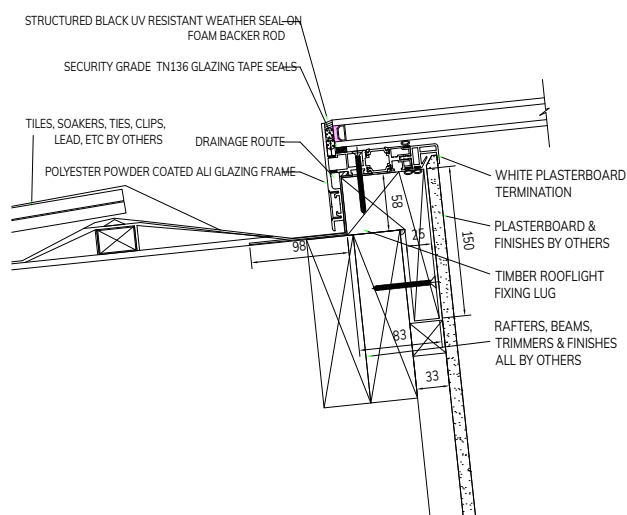 STRUCTURED BLACK UV RESISTANT WEATHER SEAL ON
FOAM BACKER ROD
SECURITY GRADE TN136 GLAZING TAPE SEALS
TILES, SOAKERS, TIES, CLIPS,
LEAD, ETC BY OTHERS
DRAINAGE ROUTE
POLYESTER POWDER COATED ALI GLAZING FRAME
WHITE PLASTERBOARD
TERMINATION
PLASTERBOARD &
FINISHES BY OTHERS
TIMBER ROOFLIGHT
FIXING LUG
RAFTERS, BEAMS,
TRIMMERS & FINISHES
ALL BY OTHERS
58
25
150
98
83
33